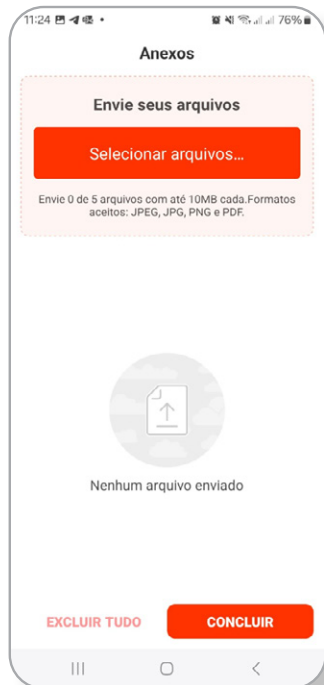 11:24
76%
Anexos
Envie seus arquivos
Selecionar arquivos...
Envie 0 de 5 arquivos com até 10MB cada.Formatos
aceitos: JPEG, JPG, PNG e PDF.
Nenhum arquivo enviado
EXCLUIR TUDO
CONCLUIR